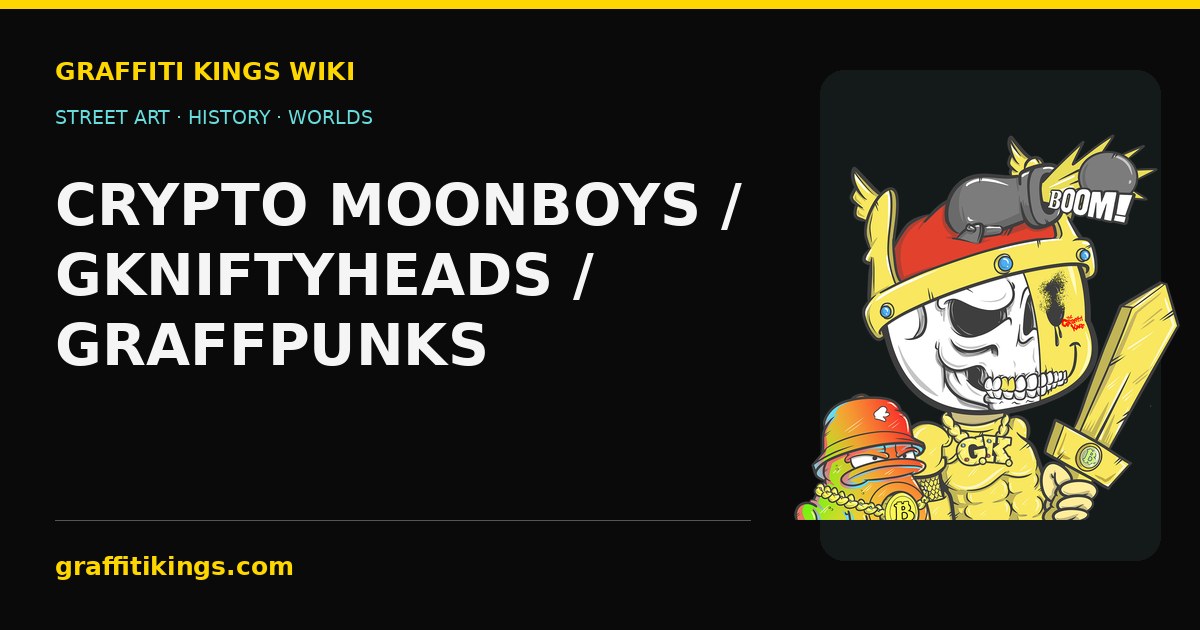 GRAFFITI KINGS WIKI
STREET ART · HISTORY · WORLDS
CRYPTO MOONBOYS /
GKNIFTYHEADS /
GRAFFPUNKS
BOOM!
GK
B
B
graffitikings.com